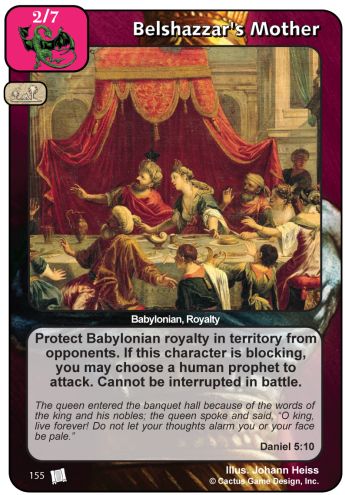 2/7
Belshazzar's Mother
Babylonian, Royalty
Protect Babylonian royalty in territory from
opponents. If this character is blocking,
you may choose a human prophet to
attack. Cannot be interrupted in battle.
The queen entered the banquet hall because of the words of
the king and his nobles; the queen spoke and said, “O king,
live forever! Do not let your thoughts alarm you or your face
be pale.”
Daniel 5:10
155
Illus. Johann Heiss
© Cactus Game Design, Inc.